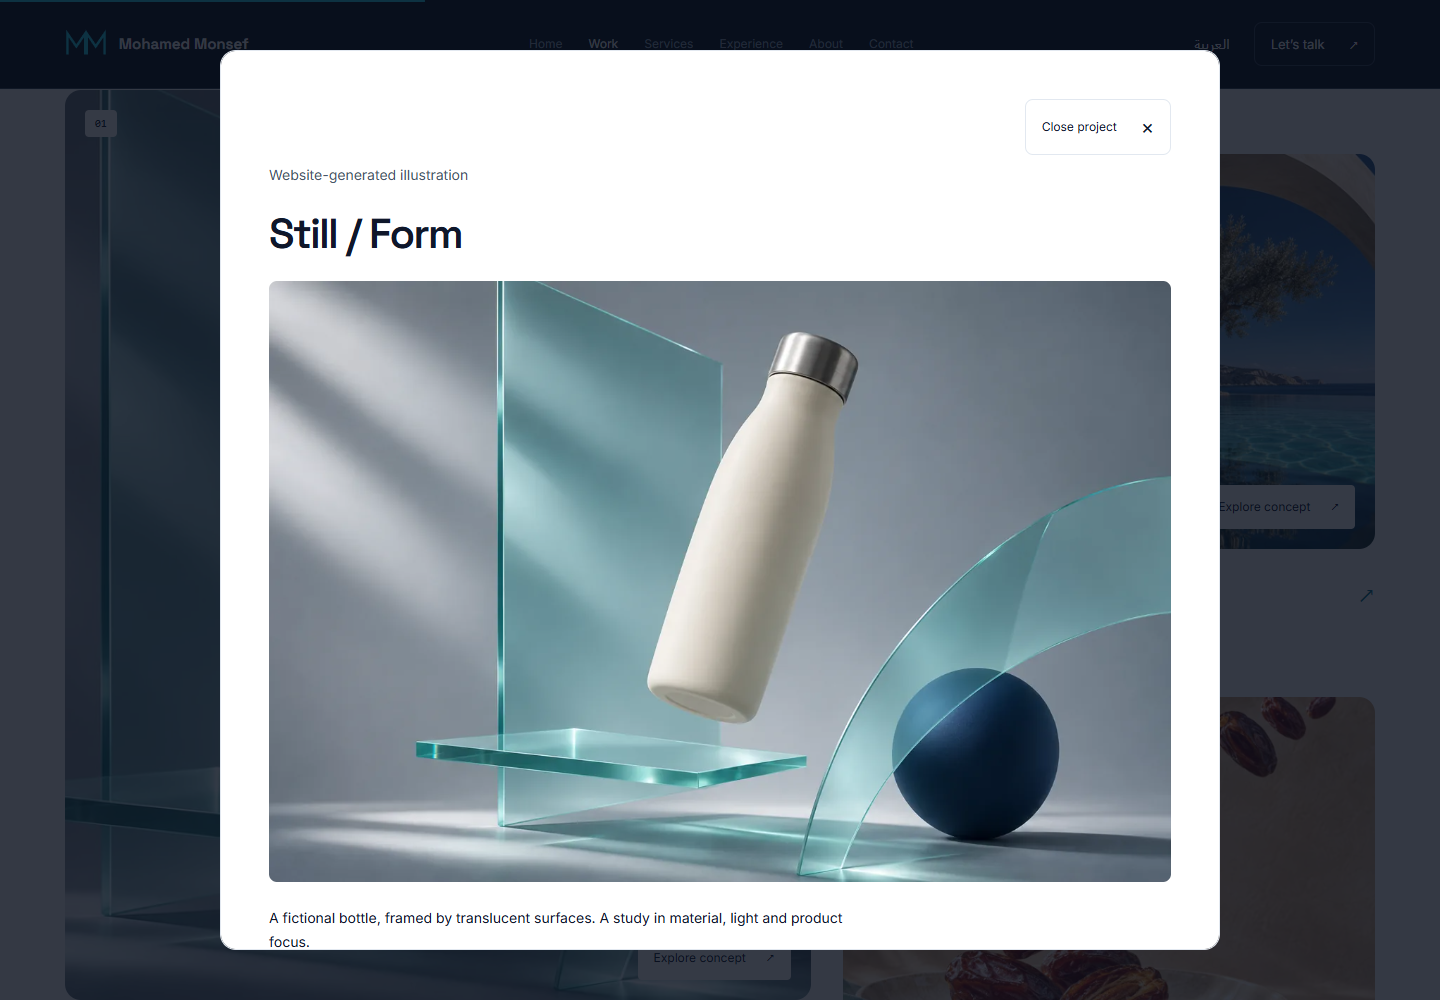 Mohamed Monsef
Home
Work
Services
Experience
About
Contact
العربية
Let's talk ↗
01
Close project ×
Website-generated illustration
Still / Form
A fictional bottle, framed by translucent surfaces. A study in material, light and product
focus.
Explore concept ↗
Explore concept ↗